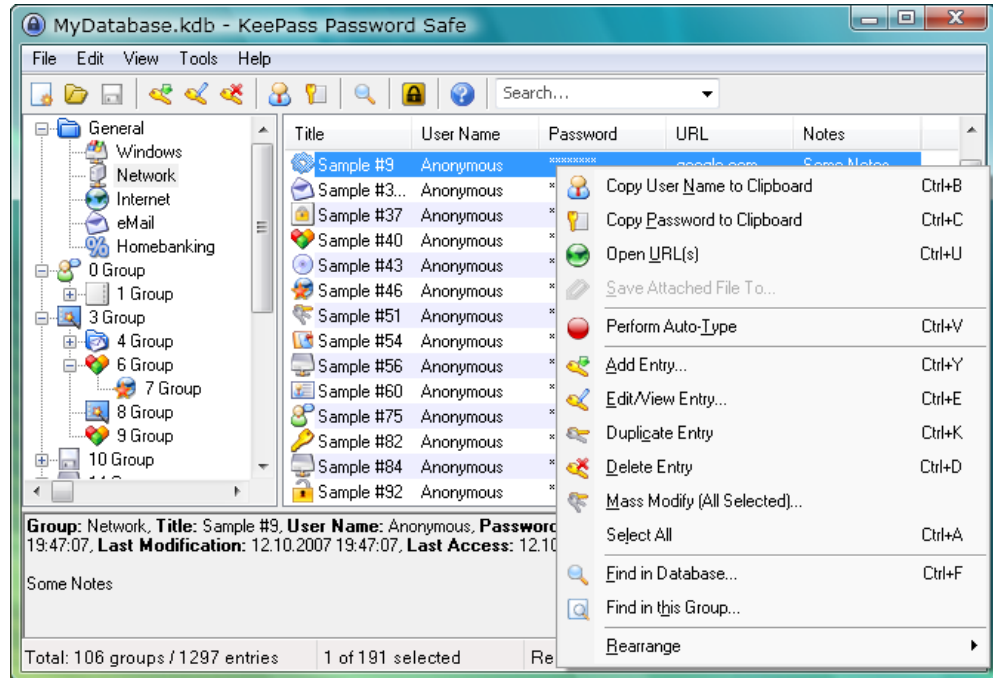 MyDatabase.kdb - KeePass Password Safe
File Edit View Tools Help
Search...
General
Windows
Network
Internet
eMail
Homebanking
0 Group
1 Group
3 Group
4 Group
6 Group
7 Group
8 Group
9 Group
10 Group
Title User Name Password URL Notes
Sample #9 Anonymous ******** google.com Some Notes
Sample #3... Anonymous *
Sample #37 Anonymous *
Sample #40 Anonymous *
Sample #43 Anonymous *
Sample #46 Anonymous *
Sample #51 Anonymous *
Sample #54 Anonymous *
Sample #56 Anonymous *
Sample #60 Anonymous *
Sample #75 Anonymous *
Sample #82 Anonymous *
Sample #84 Anonymous *
Sample #92 Anonymous *
Copy User Name to Clipboard Ctrl+B
Copy Password to Clipboard Ctrl+C
Open URL(s) Ctrl+U
Save Attached File To...
Perform Auto-Type Ctrl+V
Add Entry... Ctrl+Y
Edit/View Entry... Ctrl+E
Duplicate Entry Ctrl+K
Delete Entry Ctrl+D
Mass Modify (All Selected)...
Select All Ctrl+A
Find in Database... Ctrl+F
Find in this Group...
Rearrange
Group: Network, Title: Sample #9, User Name: Anonymous, Password
19:47:07, Last Modification: 12.10.2007 19:47:07, Last Access: 12.10
Some Notes
Total: 106 groups / 1297 entries 1 of 191 selected Re